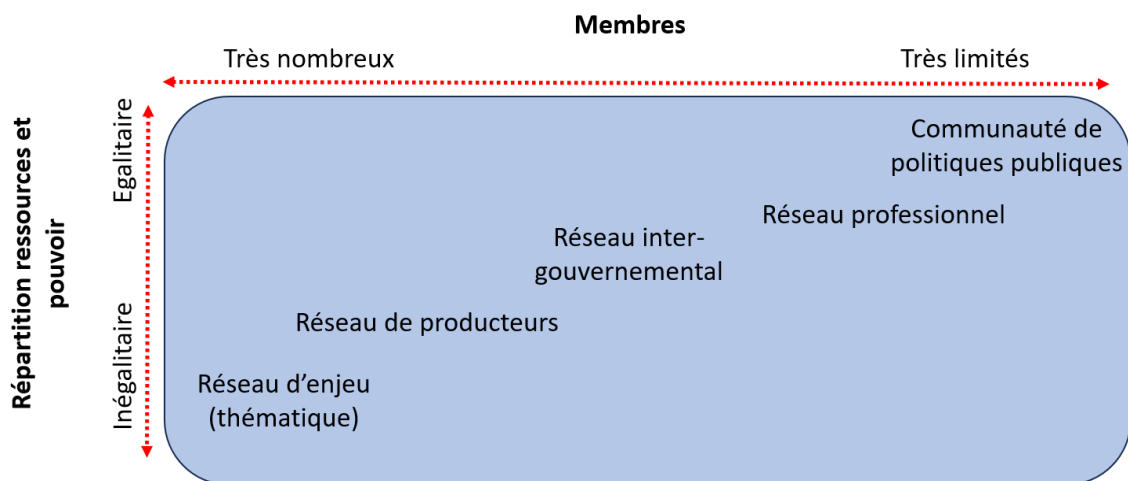 Membres
Très nombreux
Très limités
Répartition ressources et
pouvoir
Egalitaire
Inégalitaire
Communauté de
politiques publiques
Réseau professionnel
Réseau inter-
gouvernemental
Réseau de producteurs
Réseau d’enjeu
(thématique)